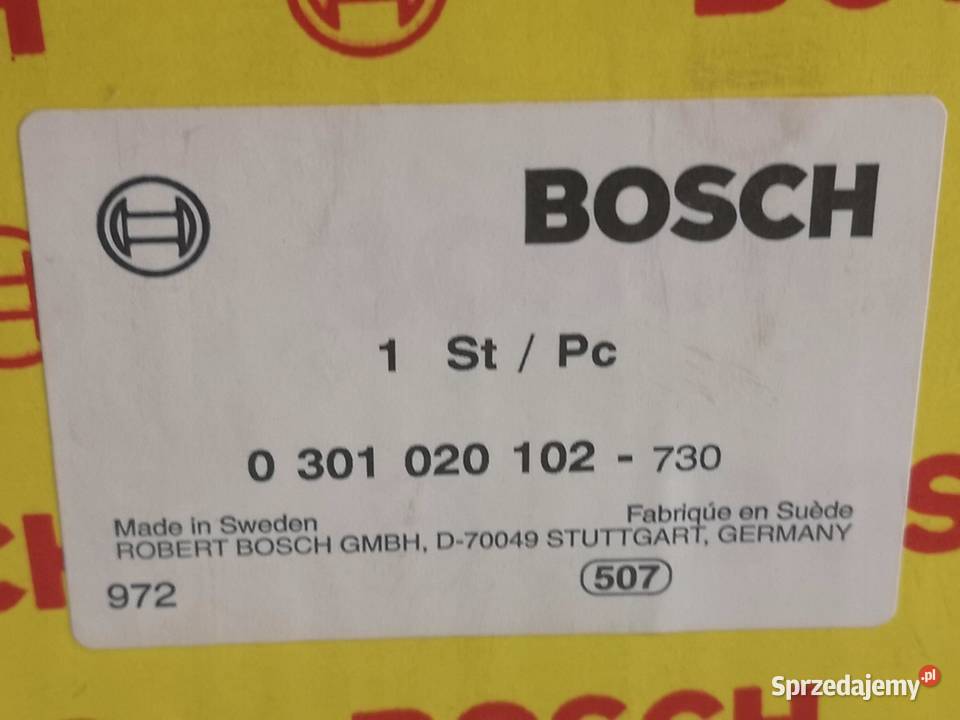 BOSCH
1 St / Pc
0 301 020 102 - 730
Made in Sweden Fabriqúe en Suède
ROBERT BOSCH GMBH, D-70049 STUTTGART, GERMANY
972 507
BOSCH
Sprzedajemy.pl